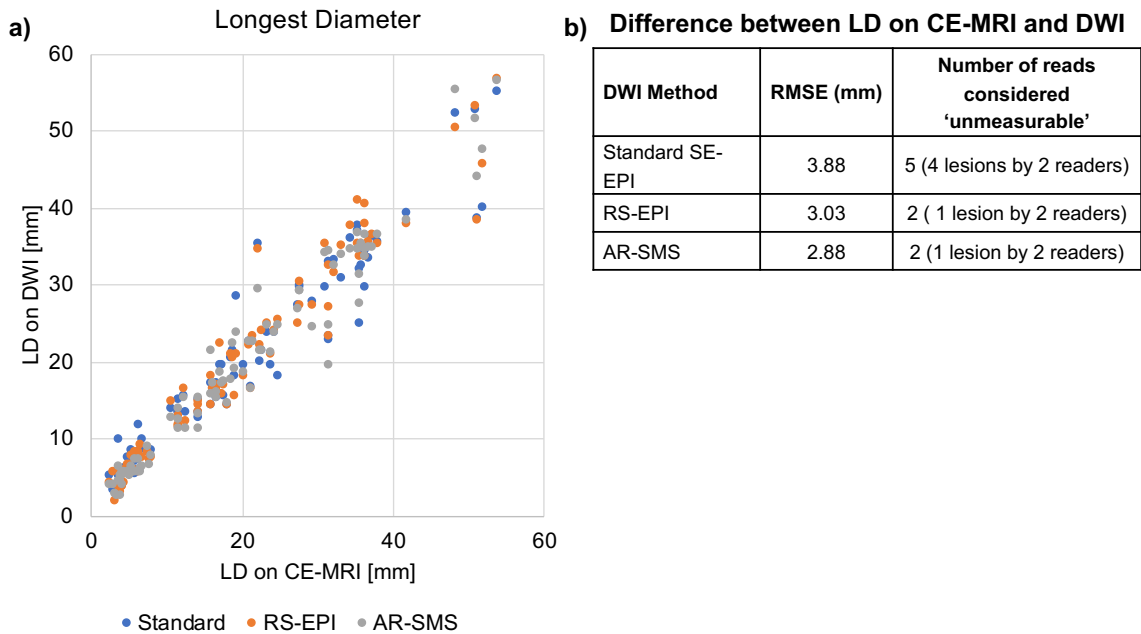 a)
Longest Diameter
60
50
40
30
20
10
0
LD on DWI [mm]
0 20 40 60
LD on CE-MRI [mm]
Standard RS-EPI AR-SMS
b) Difference between LD on CE-MRI and DWI
DWI Method RMSE (mm) Number of reads
considered
‘unmeasurable’
Standard SE-
EPI 3.88 5 (4 lesions by 2 readers)
RS-EPI 3.03 2 ( 1 lesion by 2 readers)
AR-SMS 2.88 2 (1 lesion by 2 readers)